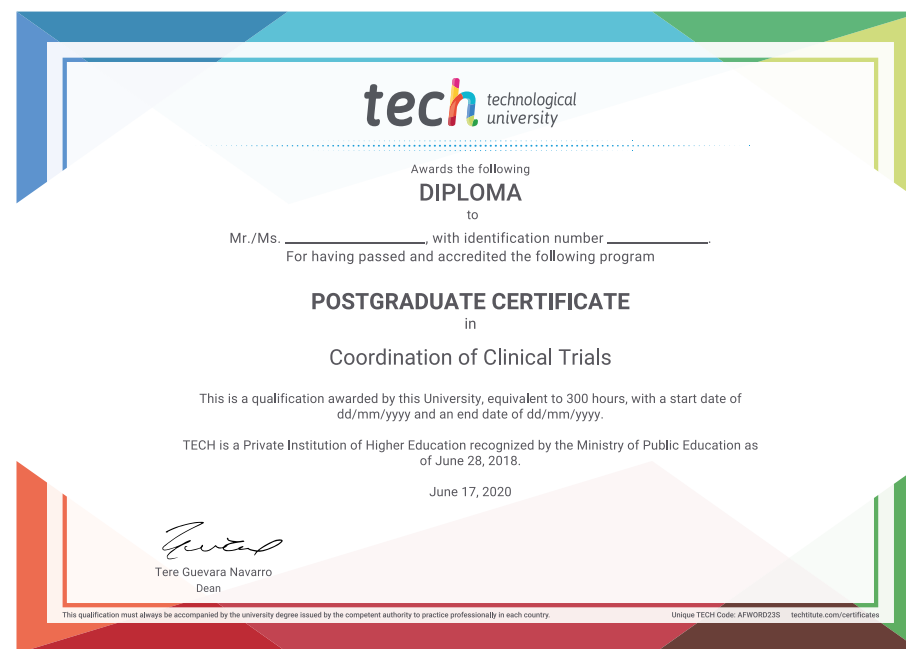 tech technological
university
Awards the following
DIPLOMA
to
Mr./Ms. ____________________, with identification number ______________.
For having passed and accredited the following program
POSTGRADUATE CERTIFICATE
in
Coordination of Clinical Trials
This is a qualification awarded by this University, equivalent to 300 hours, with a start date of
dd/mm/yyyy and an end date of dd/mm/yyyy.
TECH is a Private Institution of Higher Education recognized by the Ministry of Public Education as
of June 28, 2018.
June 17, 2020
Tere Guevara Navarro
Dean
This qualification must always be accompanied by the university degree issued by the competent authority to practice professionally in each country. Unique TECH Code: AFWORD23S techtitute.com/certificates